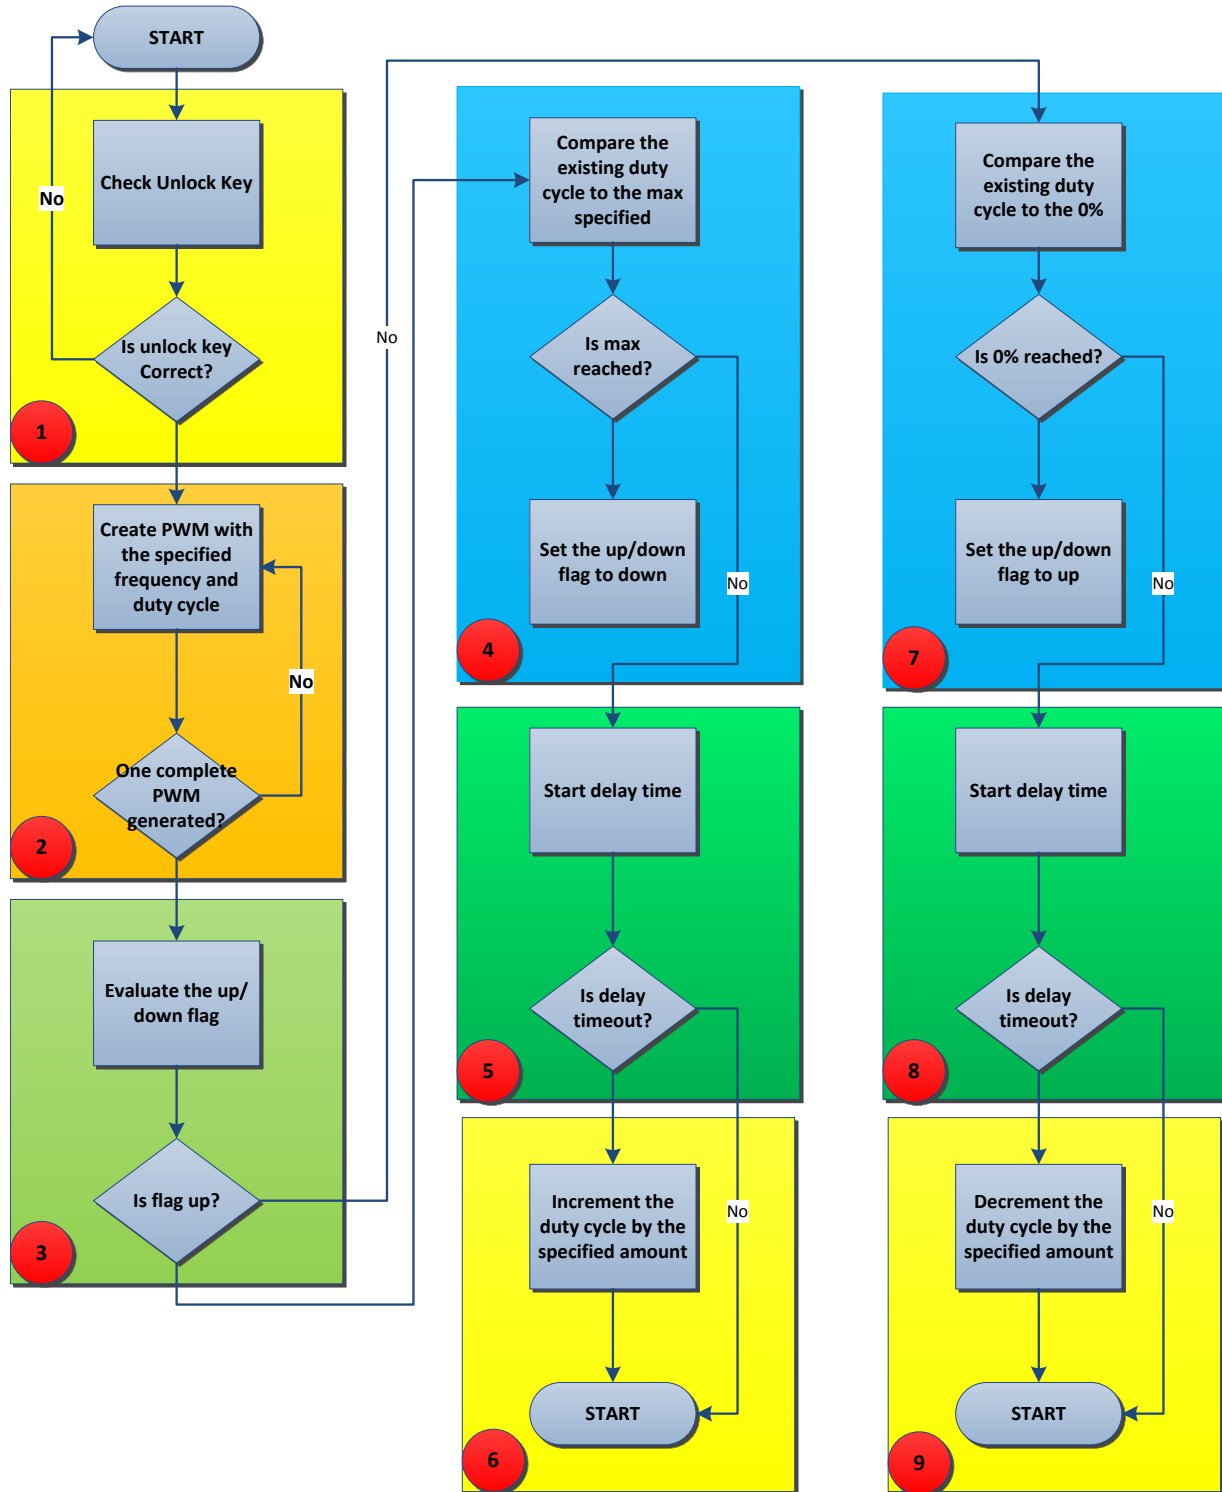 START
Check Unlock Key
No
Is unlock key
Correct?
1
Create PWM with
the specified
frequency and
duty cycle
No
One complete
PWM
generated?
2
Evaluate the up/
down flag
Is flag up?
3
No
Compare the
existing duty
cycle to the max
specified
Is max
reached?
Set the up/down
flag to down
No
4
Start delay time
Is delay
timeout?
5
Increment the
duty cycle by the
specified amount
No
START
6
Compare the
existing duty
cycle to the 0%
Is 0% reached?
Set the up/down
flag to up
No
7
Start delay time
Is delay
timeout?
8
Decrement the
duty cycle by the
specified amount
No
START
9